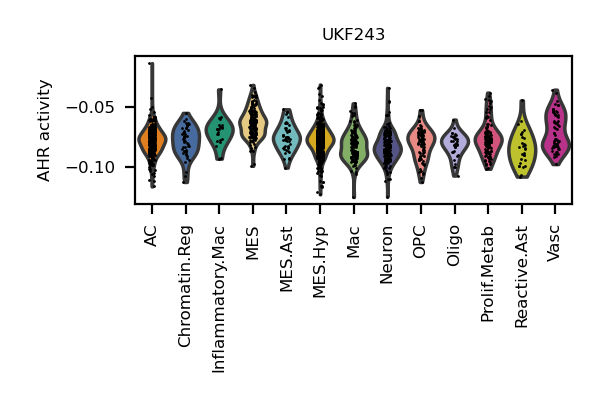 UKF243
AHR activity
−0.05
−0.10
AC
Chromatin.Reg
Inflammatory.Mac
MES
MES.Ast
MES.Hyp
Mac
Neuron
OPC
Oligo
Prolif.Metab
Reactive.Ast
Vasc